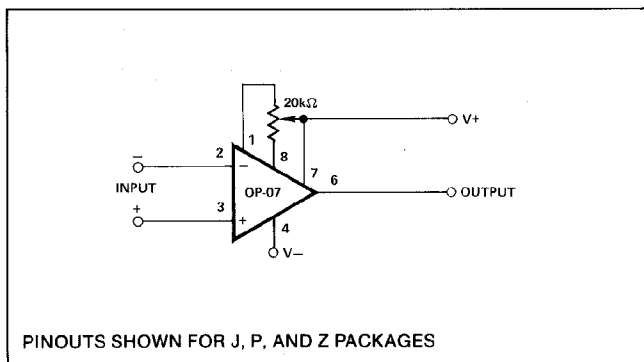 20kΩ
V+
1
8
2
−
7
−
6
INPUT
OP-07
OUTPUT
+
3
+
4
V−
PINOUTS SHOWN FOR J, P, AND Z PACKAGES